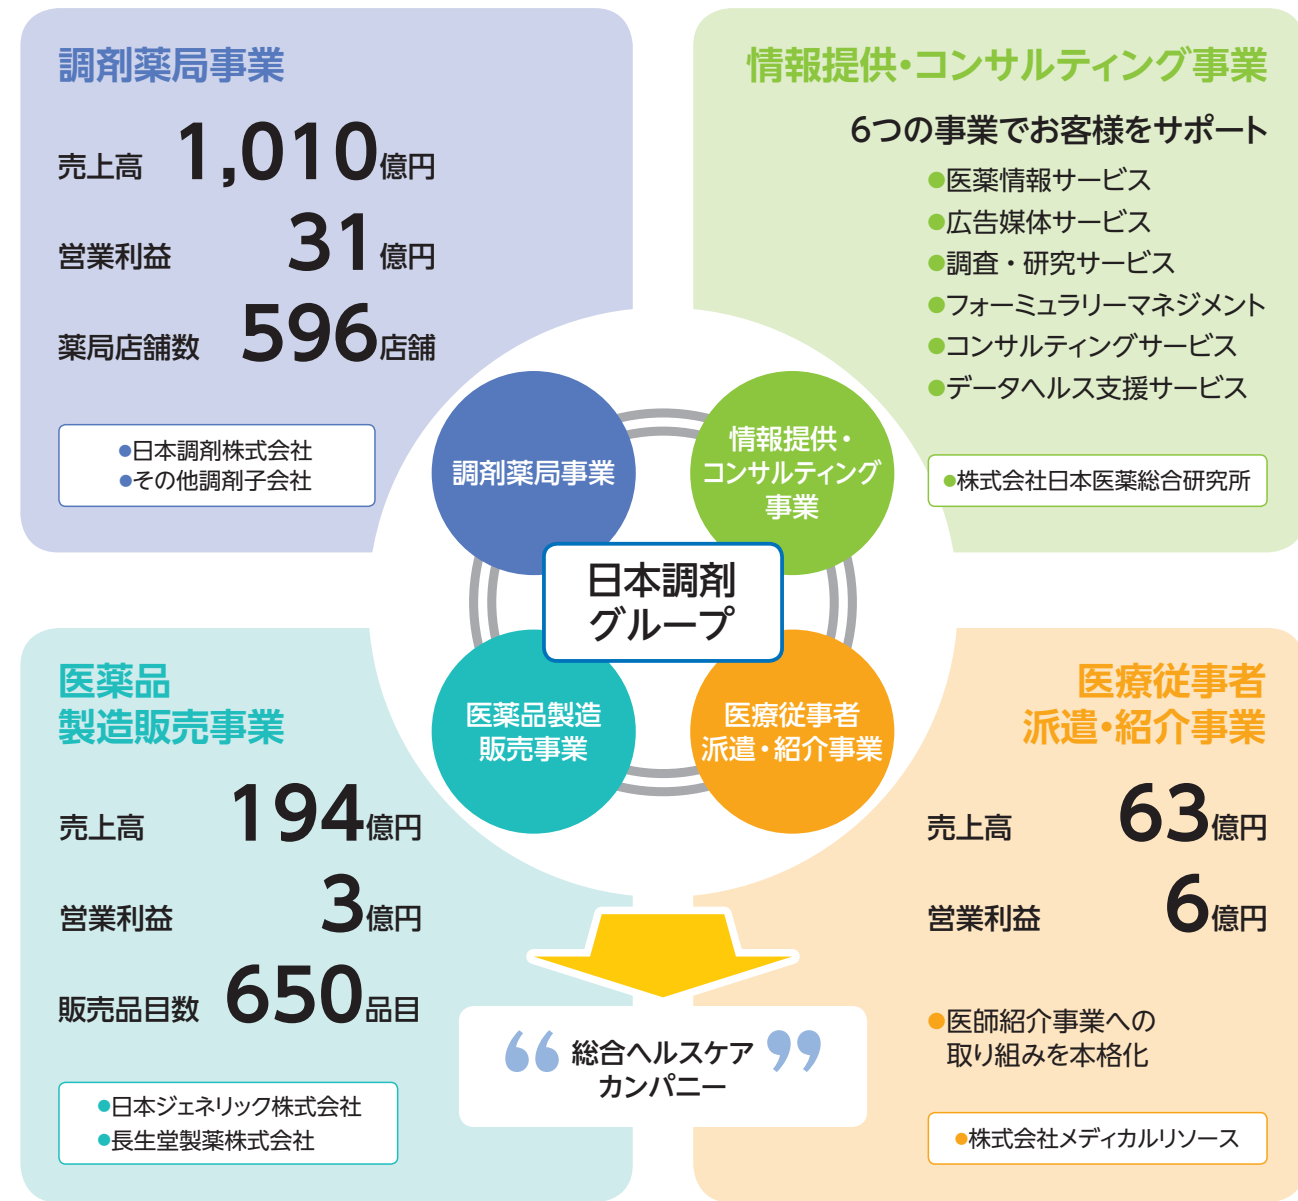 調剤薬局事業
売上高 1,010億円
営業利益 31億円
薬局店舗数 596店舗
●日本調剤株式会社
●その他調剤子会社
情報提供・コンサルティング事業
6つの事業でお客様をサポート
●医薬情報サービス
●広告媒体サービス
●調査・研究サービス
●フォーミュラリーマネジメント
●コンサルティングサービス
●データヘルス支援サービス
●株式会社日本医薬総合研究所
調剤薬局事業
情報提供・
コンサルティング
事業
日本調剤
グループ
医薬品製造
販売事業
医療従事者
派遣・紹介事業
医薬品
製造販売事業
売上高 194億円
営業利益 3億円
販売品目数 650品目
●日本ジェネリック株式会社
●長生堂製薬株式会社
医療従事者
派遣・紹介事業
売上高 63億円
営業利益 6億円
●医師紹介事業への
取り組みを本格化
●株式会社メディカルリソース
“総合ヘルスケア”
カンパニー